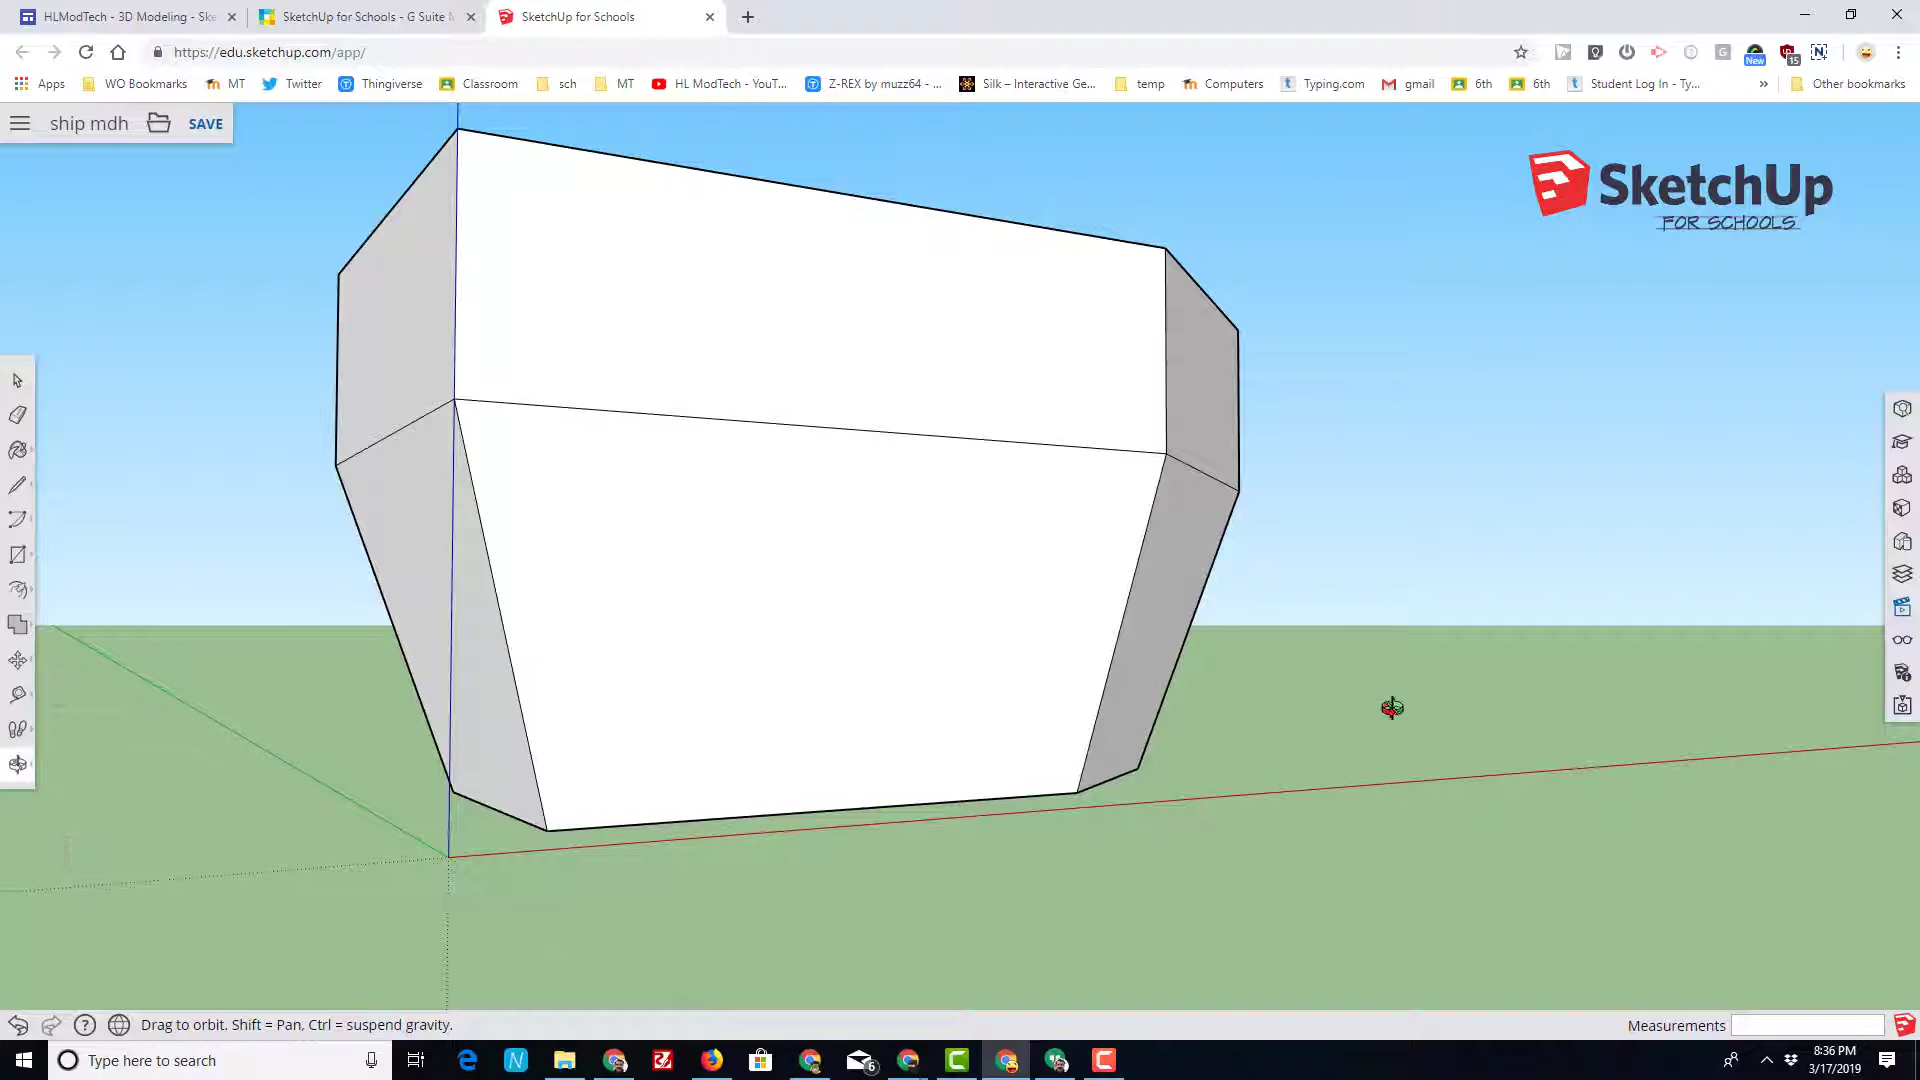 HLModTech - 3D Modeling - Ske
SketchUp for Schools - G Suite M
SketchUp for Schools
https://edu.sketchup.com/app/
New
15
Apps
WO Bookmarks
MT
Twitter
Thingiverse
Classroom
sch
MT
HL ModTech - YouT...
Z-REX by muzz64 - ...
Silk – Interactive Ge...
temp
Computers
Typing.com
gmail
6th
6th
Student Log In - Ty...
»
Other bookmarks
ship mdh
SAVE
SketchUp
FOR SCHOOLS
Drag to orbit. Shift = Pan, Ctrl = suspend gravity.
Measurements
Type here to search
6
8:36 PM
3/17/2019